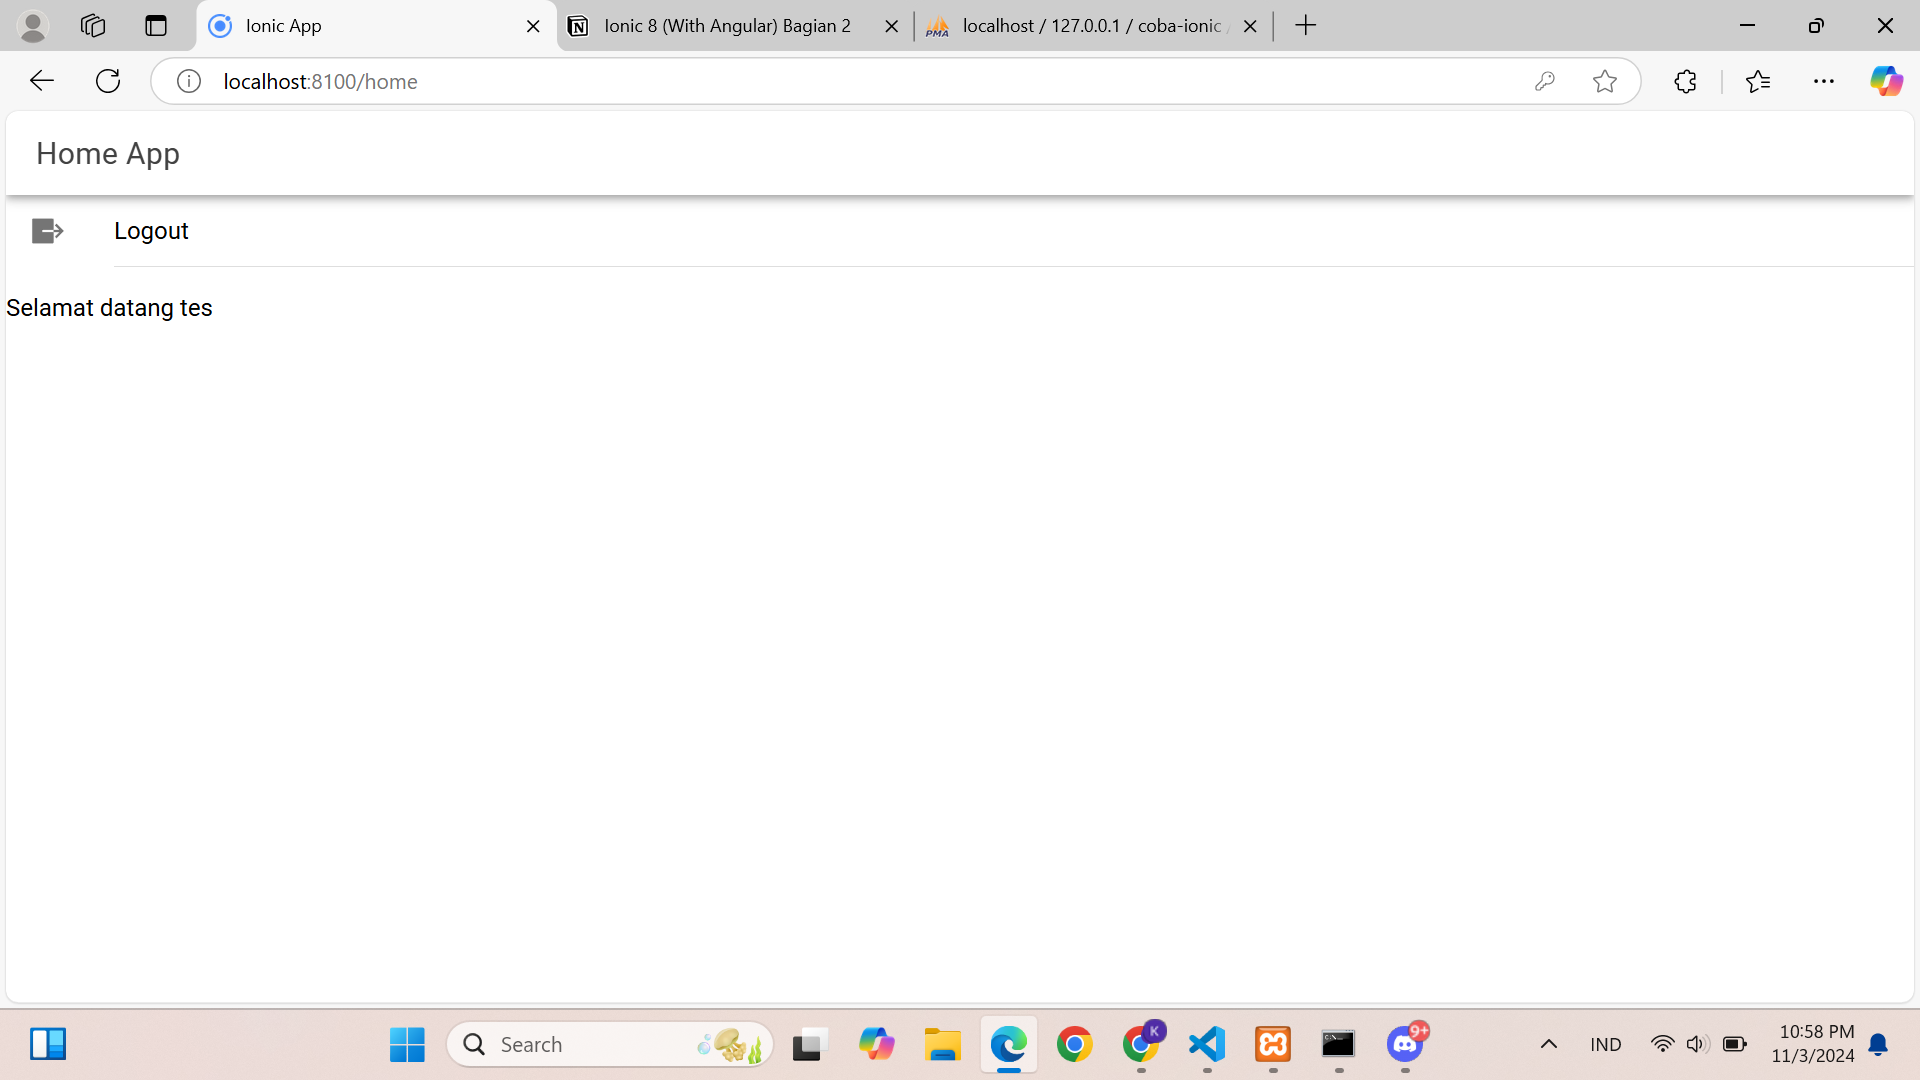 Ionic App
Ionic 8 (With Angular) Bagian 2
localhost / 127.0.0.1 / coba-ionic
PMA
localhost:8100/home
Home App
Logout
Selamat datang tes
Search
K
9+
IND
10:58 PM
11/3/2024